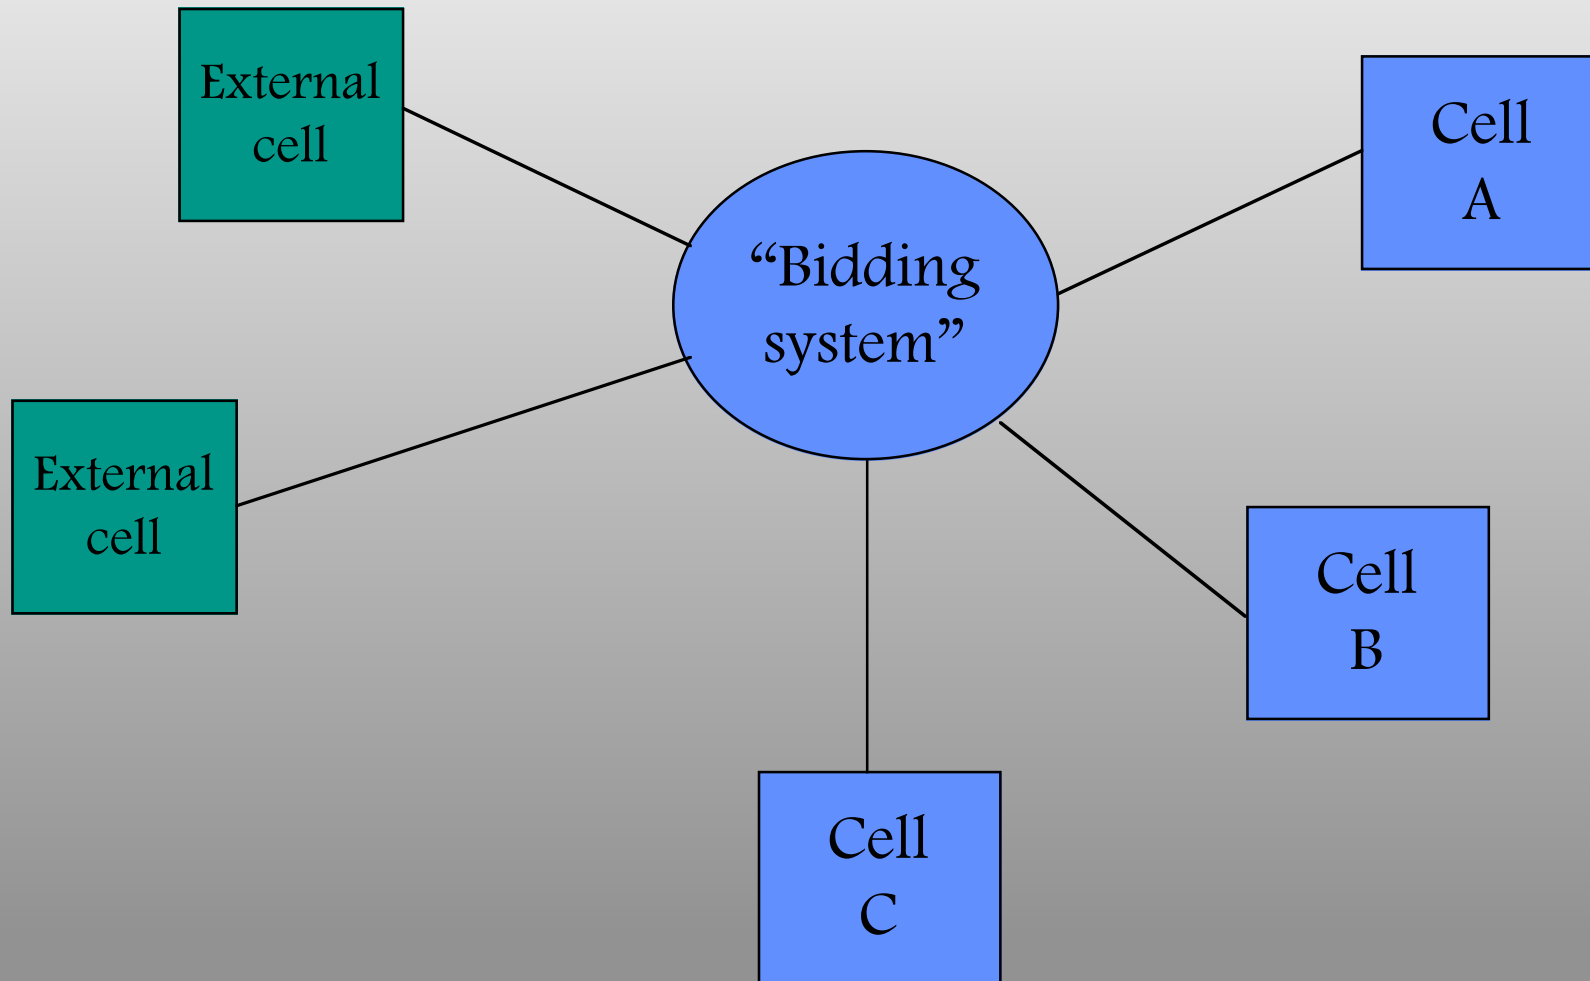 External
cell
Cell
A
“Bidding
system”
External
cell
Cell
B
Cell
C